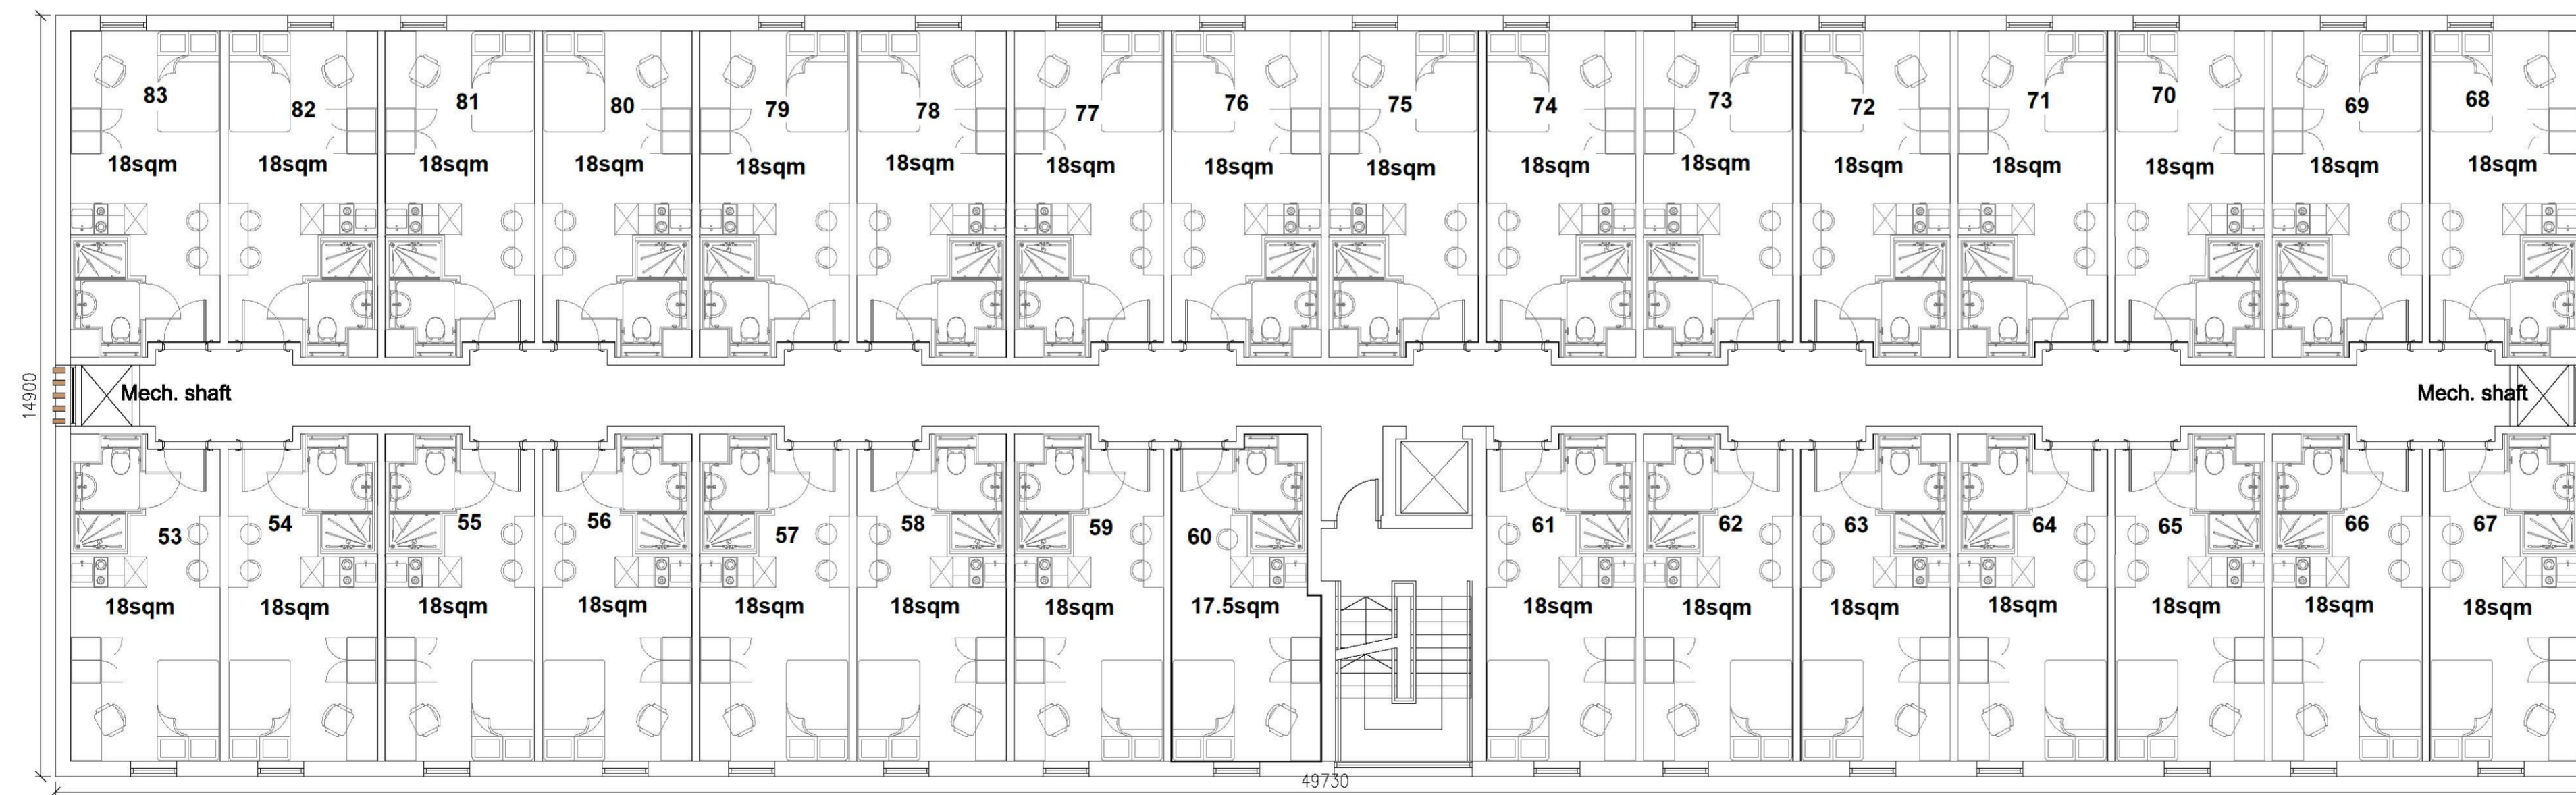 83 82 81 80 79 78 77 76 75 74 73 72 71 70 69 68
18sqm 18sqm 18sqm 18sqm 18sqm 18sqm 18sqm 18sqm 18sqm 18sqm 18sqm 18sqm 18sqm 18sqm 18sqm 18sqm
14900
Mech. shaft Mech. shaft
53 54 55 56 57 58 59 60 61 62 63 64 65 66 67
18sqm 18sqm 18sqm 18sqm 18sqm 18sqm 18sqm 17.5sqm 18sqm 18sqm 18sqm 18sqm 18sqm 18sqm 18sqm
49730